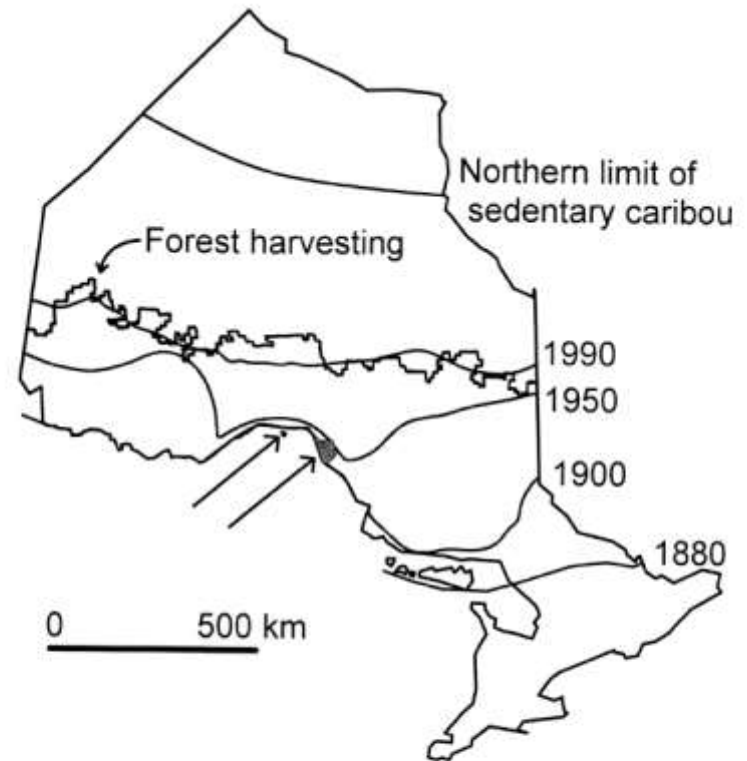 Northern limit of
sedentary caribou
Forest harvesting
1990
1950
1900
1880
0 500 km